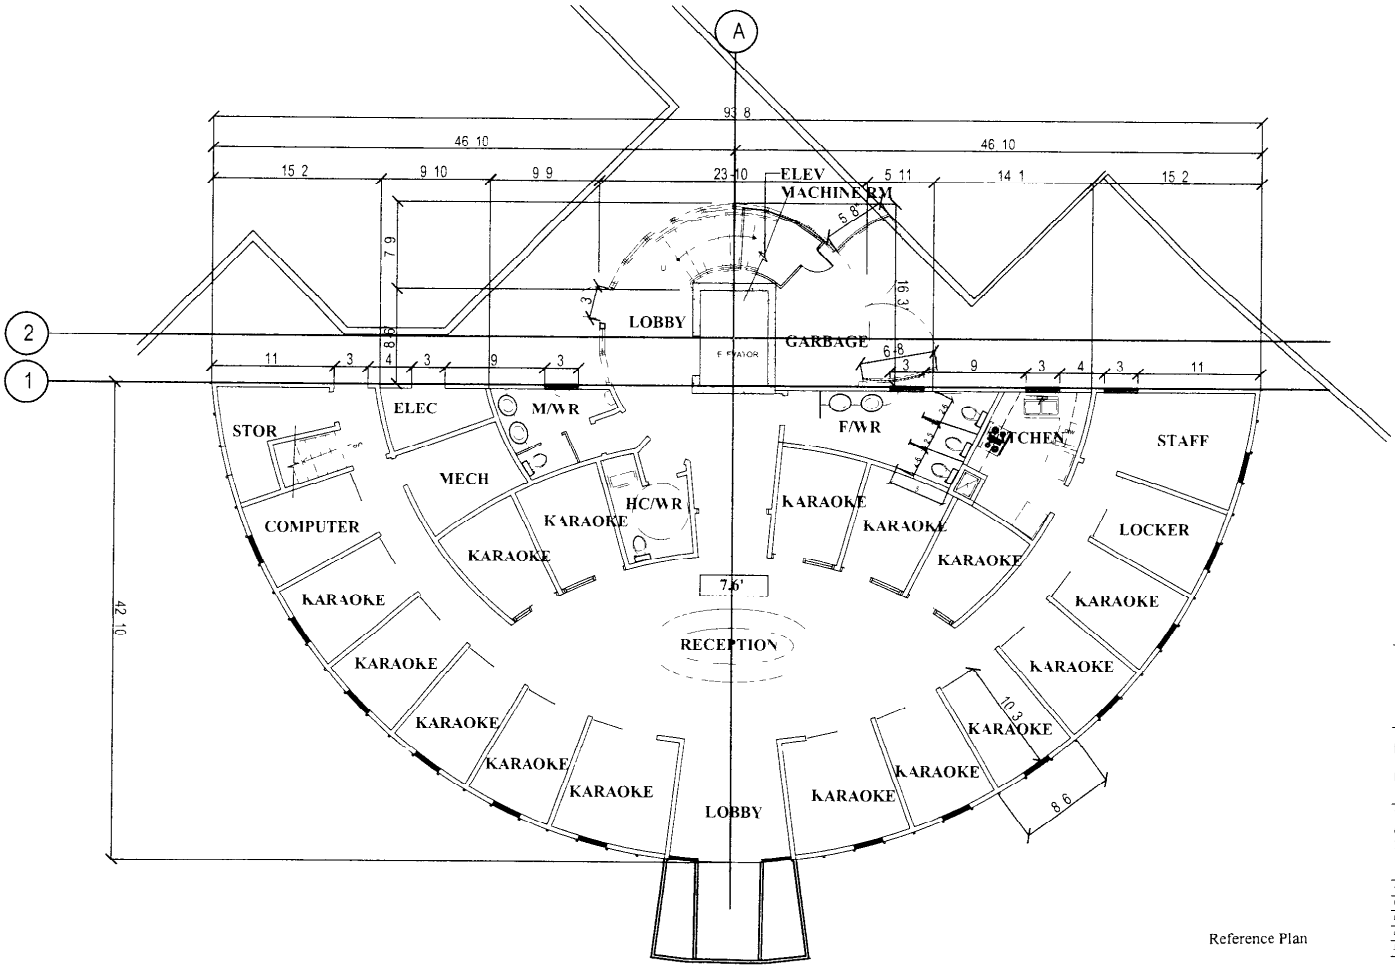 A
93 8
46 10
46 10
15 2
9 10
9 9
23-10
ELEV
MACHINE RM
5 11
14 1
15 2
5 8"
7 9
U
3
16 3"
2
LOBBY
8 6
GARBAGE
6 8
1
11
3
4
3
9
3
3
9
3
4
3
11
ELEC
M/WR
F/WR
STOR
MECH
STAFF
COMPUTER
KARAOKE
HC/WR
KARAOKE
KARAOKE
LOCKER
KARAOKE
KARAOKE
7.6'
KARAOKE
KARAOKE
42 10
RECEPTION
KARAOKE
KARAOKE
10 3
KARAOKE
KARAOKE
KARAOKE
KARAOKE
KARAOKE
KARAOKE
8 6
LOBBY
Reference Plan